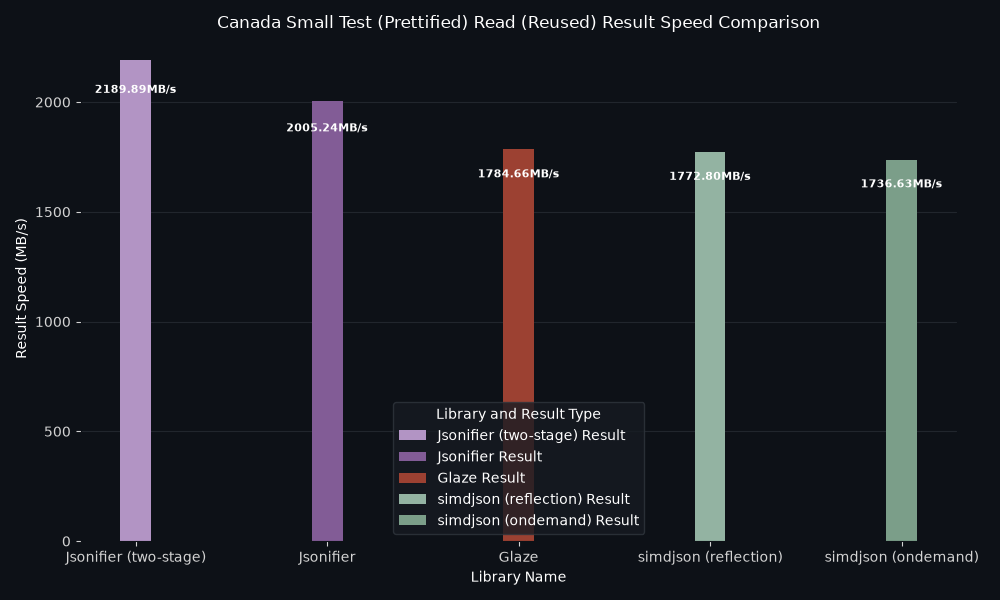 Canada Small Test (Prettified) Read (Reused) Result Speed Comparison
Result Speed (MB/s)
2000
1500
1000
500
0
2189.89MB/s
2005.24MB/s
1784.66MB/s
1772.80MB/s
1736.63MB/s
Library and Result Type
Jsonifier (two-stage) Result
Jsonifier Result
Glaze Result
simdjson (reflection) Result
simdjson (ondemand) Result
Jsonifier (two-stage)
Jsonifier
Glaze
simdjson (reflection)
simdjson (ondemand)
Library Name